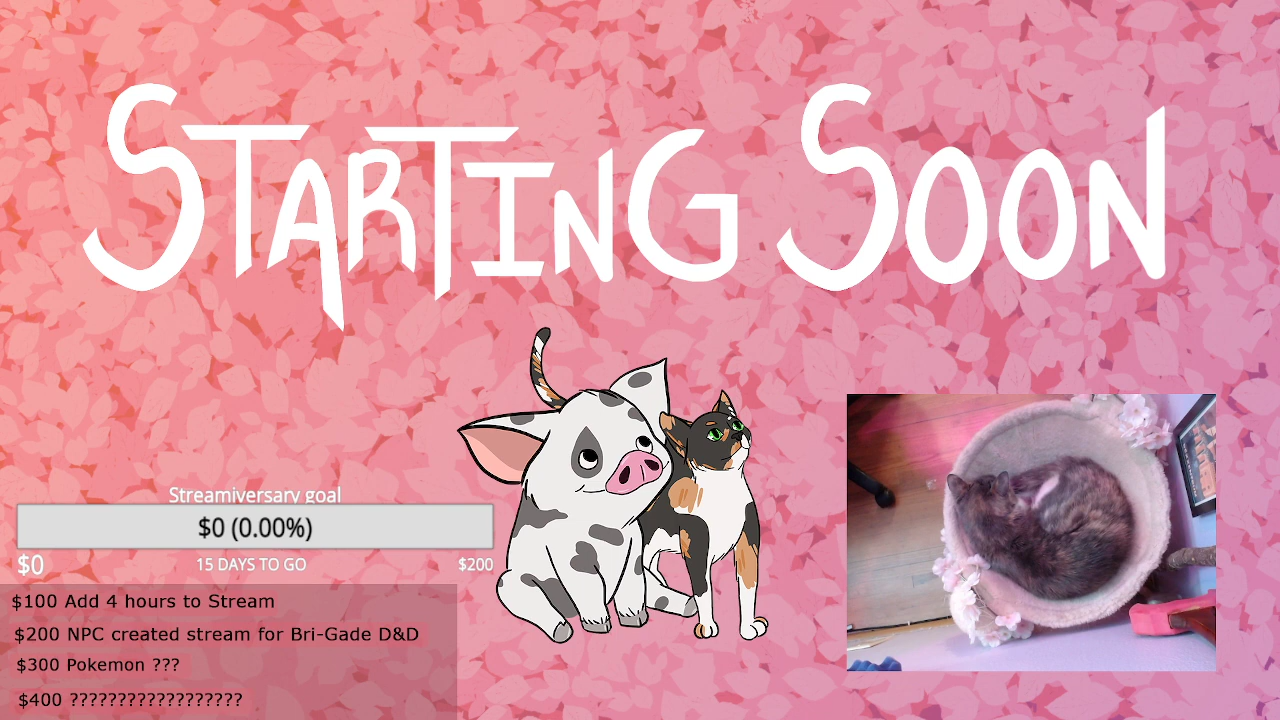 STARTING SOON
Streamiversary goal
$0 (0.00%)
$0 15 DAYS TO GO $200
$100 Add 4 hours to Stream
$200 NPC created stream for Bri-Gade D&D
$300 Pokemon ???
$400 ??????????????????